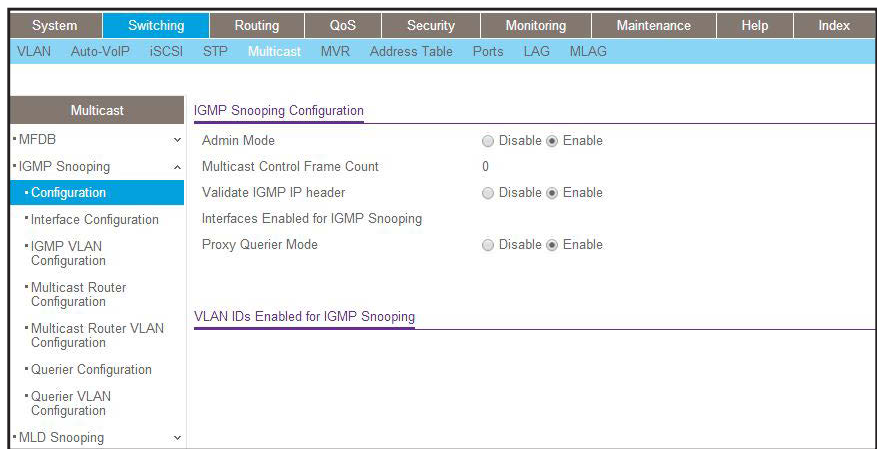 System Switching Routing QoS Security Monitoring Maintenance Help Index
VLAN Auto-VoIP iSCSI STP Multicast MVR Address Table Ports LAG MLAG
Multicast
MFDB
IGMP Snooping
Configuration
Interface Configuration
IGMP VLAN
Configuration
Multicast Router
Configuration
Multicast Router VLAN
Configuration
Querier Configuration
Querier VLAN
Configuration
MLD Snooping
IGMP Snooping Configuration
Admin Mode Disable Enable
Multicast Control Frame Count 0
Validate IGMP IP header Disable Enable
Interfaces Enabled for IGMP Snooping
Proxy Querier Mode Disable Enable
VLAN IDs Enabled for IGMP Snooping